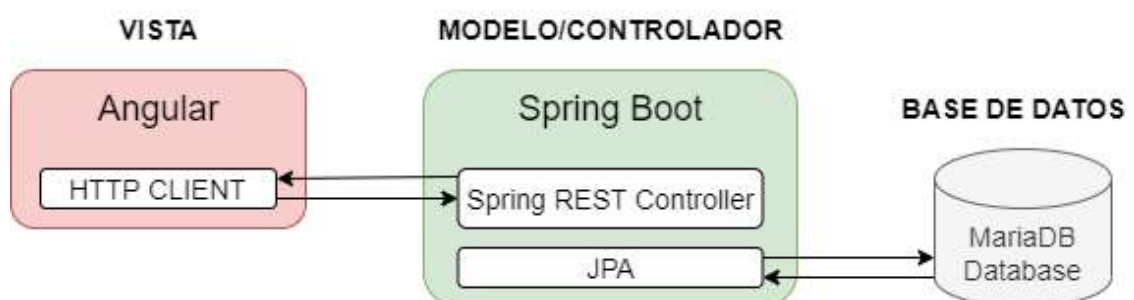 VISTA
MODELO/CONTROLADOR
Angular
Spring Boot
BASE DE DATOS
HTTP CLIENT
Spring REST Controller
JPA
MariaDB
Database